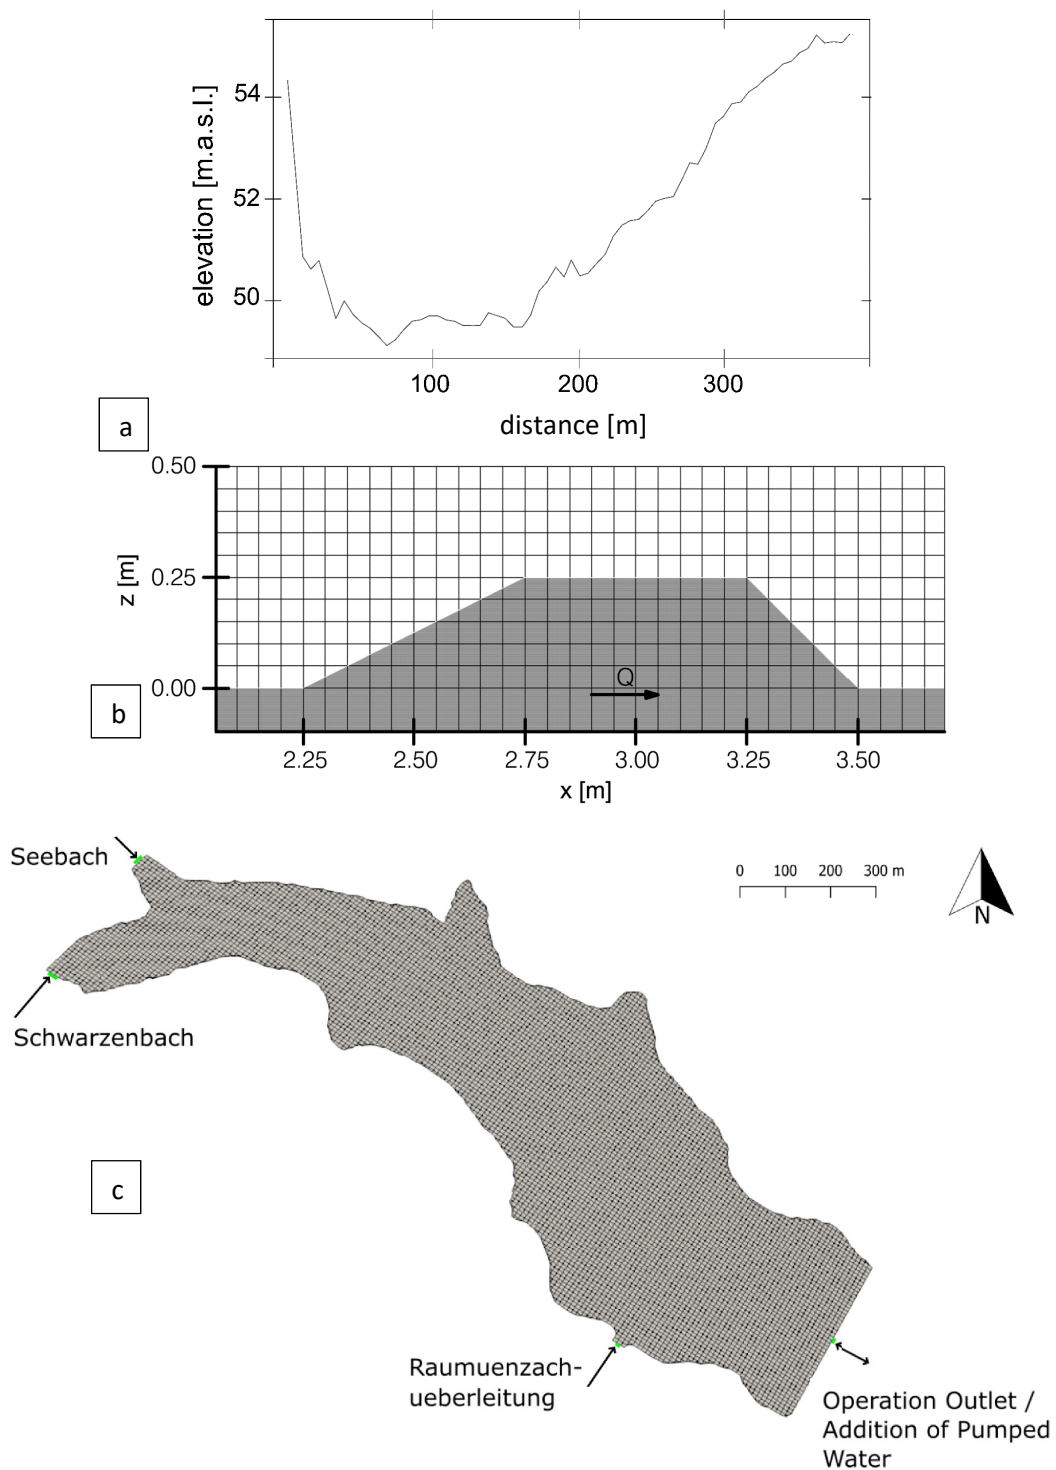 elevation [m.a.s.l.]
54
52
50
100 200 300
distance [m]
a
z [m]
0.50
0.25
0.00
Q
b
2.25 2.50 2.75 3.00 3.25 3.50
x [m]
Seebach
0 100 200 300 m
N
Schwarzenbach
c
Raumuenzach-
ueberleitung
Operation Outlet /
Addition of Pumped
Water